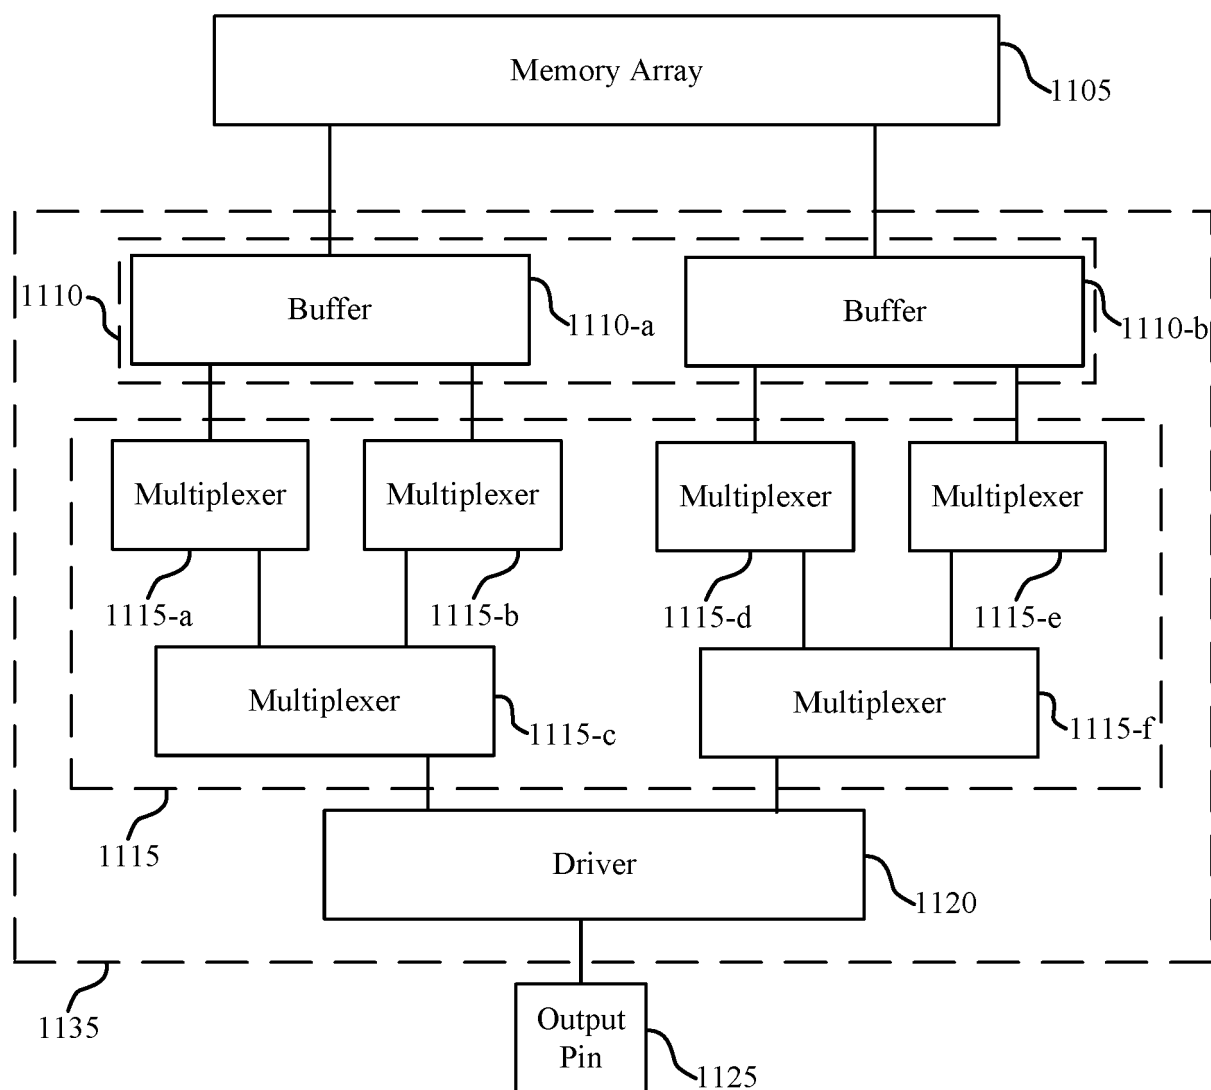 Memory Array
1105
1110
Buffer
1110-a
Buffer
1110-b
Multiplexer
Multiplexer
Multiplexer
Multiplexer
1115-a
1115-b
1115-d
1115-e
Multiplexer
1115-c
Multiplexer
1115-f
1115
Driver
1120
1135
Output
Pin
1125